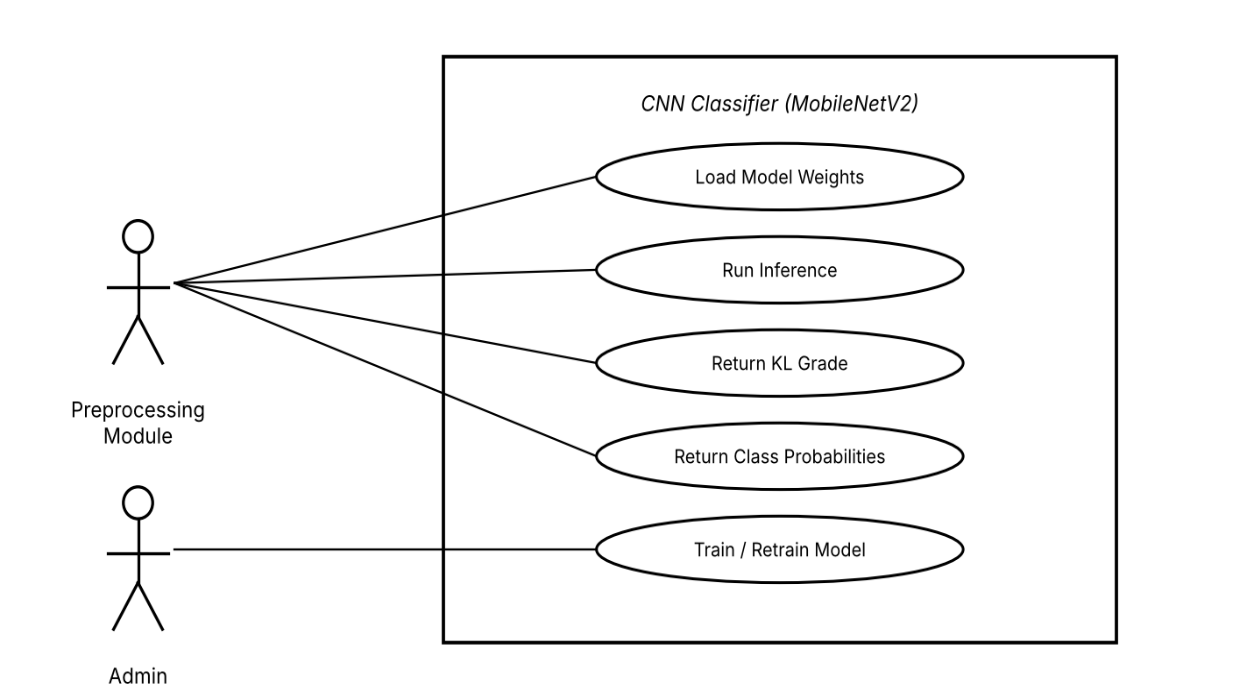 CNN Classifier (MobileNetV2)
Load Model Weights
Run Inference
Return KL Grade
Return Class Probabilities
Train / Retrain Model
Preprocessing
Module
Admin